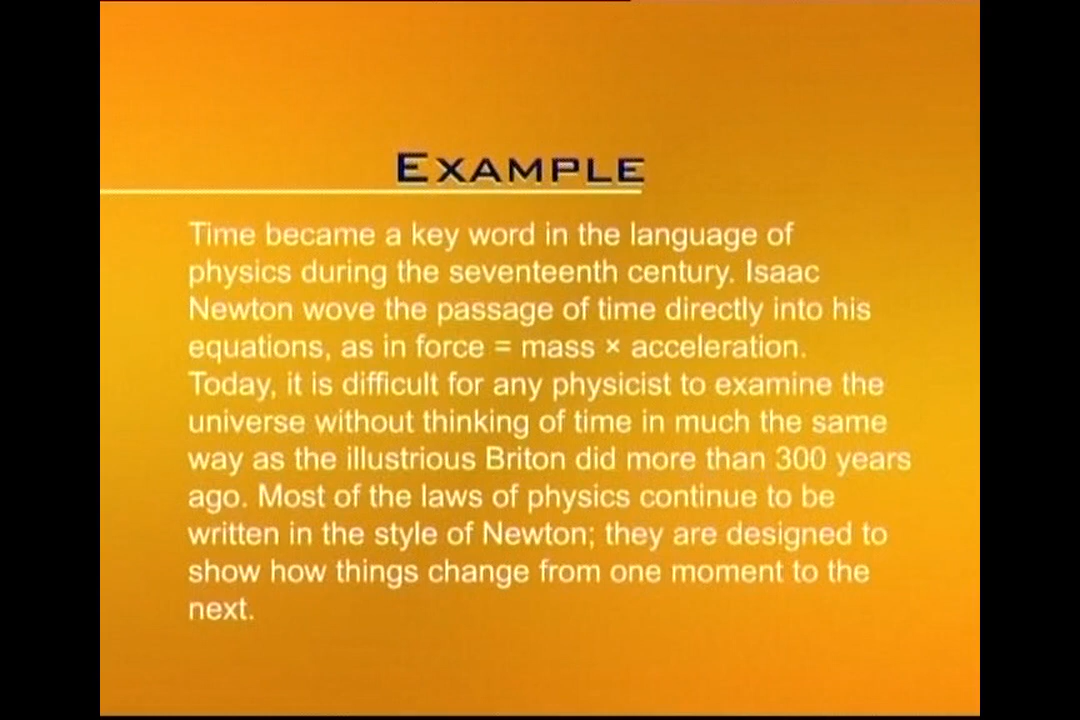 EXAMPLE
Time became a key word in the language of
physics during the seventeenth century. Isaac
Newton wove the passage of time directly into his
equations, as in force = mass × acceleration.
Today, it is difficult for any physicist to examine the
universe without thinking of time in much the same
way as the illustrious Briton did more than 300 years
ago. Most of the laws of physics continue to be
written in the style of Newton; they are designed to
show how things change from one moment to the
next.